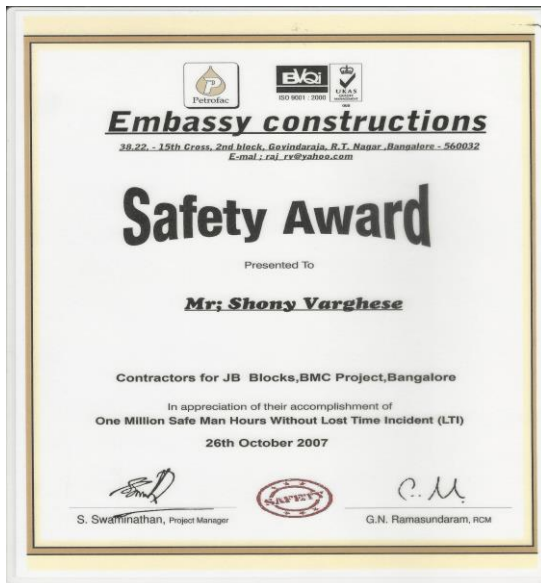 Petrofac
BVQi
ISO 9001 : 2000
UKAS
Embassy constructions
38.22, - 15th Cross, 2nd block, Govindaraja, R.T. Nagar ,Bangalore - 560032
E-mal ; raj_rv@yahoo.com
Safety Award
Presented To
Mr; Shony Varghese
Contractors for JB Blocks,BMC Project,Bangalore
In appreciation of their accomplishment of
One Million Safe Man Hours Without Lost Time Incident (LTI)
26th October 2007
SAFETY
S. Swaminathan, Project Manager
G.N. Ramasundaram, RCM